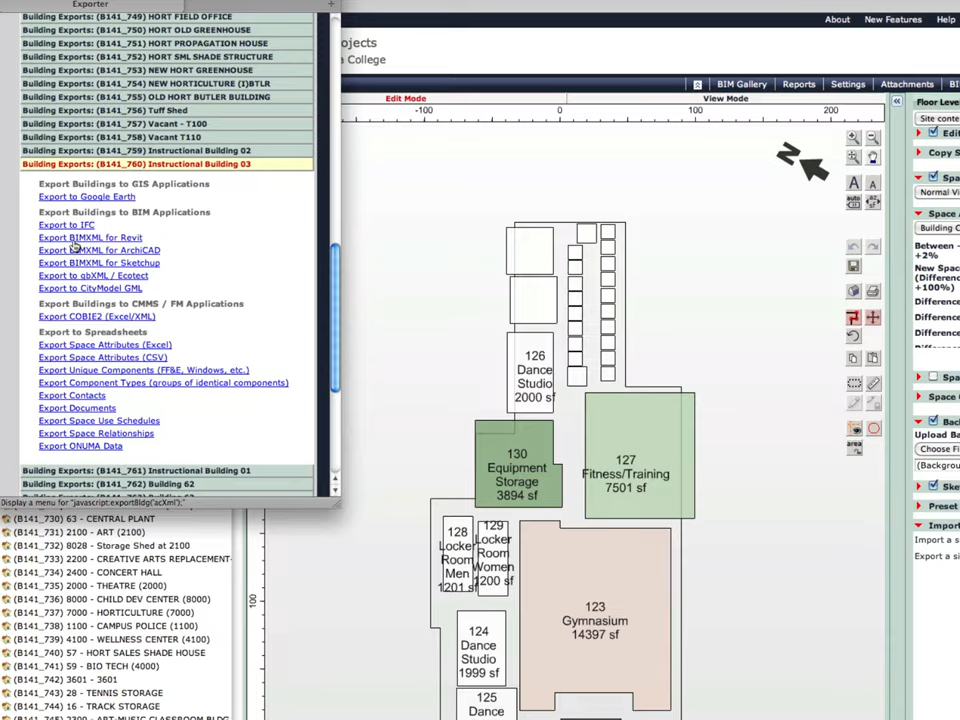 Exporter
Building Exports: (B141_749) HORT FIELD OFFICE
Building Exports: (B141_750) HORT OLD GREENHOUSE
Building Exports: (B141_751) HORT PROPAGATION HOUSE
Building Exports: (B141_752) HORT SML SHADE STRUCTURE
Building Exports: (B141_753) NEW HORT GREENHOUSE
Building Exports: (B141_754) NEW HORTICULTURE (I)BTLR
Building Exports: (B141_755) OLD HORT BUTLER BUILDING
Building Exports: (B141_756) Tuff Shed
Building Exports: (B141_757) Vacant - T100
Building Exports: (B141_758) Vacant T110
Building Exports: (B141_759) Instructional Building 02
Building Exports: (B141_760) Instructional Building 03
Export Buildings to GIS Applications
Export to Google Earth
Export Buildings to BIM Applications
Export to IFC
Export BIMXML for Revit
Export BIMXML for ArchiCAD
Export BIMXML for Sketchup
Export to gbXML / Ecotect
Export to CityModel GML
Export Buildings to CMMS / FM Applications
Export COBIE2 (Excel/XML)
Export to Spreadsheets
Export Space Attributes (Excel)
Export Space Attributes (CSV)
Export Unique Components (FF&E, Windows, etc.)
Export Component Types (groups of identical components)
Export Contacts
Export Documents
Export Space Use Schedules
Export Space Relationships
Export ONUMA Data
Building Exports: (B141_761) Instructional Building 01
Building Exports: (B141_762) Building 62
Display a menu for "javascript:exportBldg('acXml');"
(B141_730) 63 - CENTRAL PLANT
(B141_731) 2100 - ART (2100)
(B141_732) 8028 - Storage Shed at 2100
(B141_733) 2200 - CREATIVE ARTS REPLACEMENT-
(B141_734) 2400 - CONCERT HALL
(B141_735) 2000 - THEATRE (2000)
(B141_736) 8000 - CHILD DEV CENTER (8000)
(B141_737) 7000 - HORTICULTURE (7000)
(B141_738) 1100 - CAMPUS POLICE (1100)
(B141_739) 4100 - WELLNESS CENTER (4100)
(B141_740) 57 - HORT SALES SHADE HOUSE
(B141_741) 59 - BIO TECH (4000)
(B141_742) 3601 - 3601
(B141_743) 28 - TENNIS STORAGE
(B141_744) 16 - TRACK STORAGE
(B141_745) 2300 - ART-MUSIC CLASSROOM BLDG
About New Features Help
ojects
a College
BIM Gallery Reports Settings Attachments BI
Edit Mode View Mode
-100 0 100 200
N
126
Dance
Studio
2000 sf
130
Equipment
Storage
3894 sf
127
Fitness/Training
7501 sf
128
Locker
Room
Men
1201 sf
129
Locker
Room
Women
1200 sf
123
Gymnasium
14397 sf
124
Dance
Studio
1999 sf
125
Dance
100
A A
area
Floor Level
Site conte
Edit
Copy S
Spac
Normal Vi
Space A
Building C
Between -
+2%
New Spac
(Differenc
+100%)
Differenc
Differenc
Differenc
Spa
Space C
Back
Upload Ba
Choose Fi
(Backgrou
Ske
Preset
Import
Import a s
Export a si